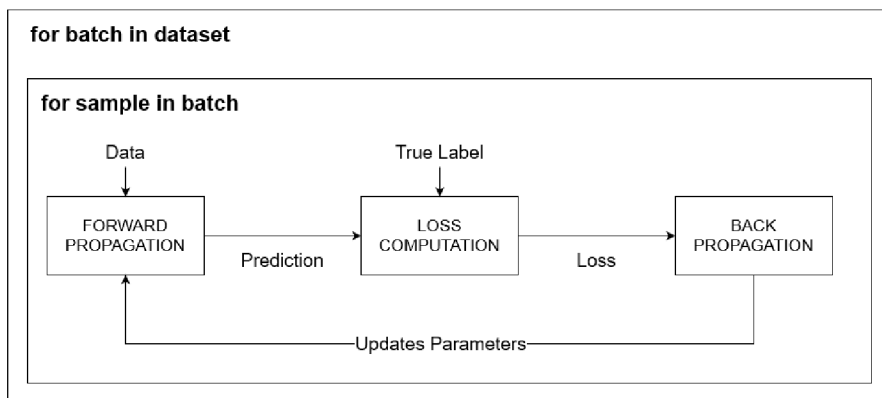 for batch in dataset
for sample in batch
Data
True Label
FORWARD
PROPAGATION
LOSS
COMPUTATION
BACK
PROPAGATION
Prediction
Loss
Updates Parameters